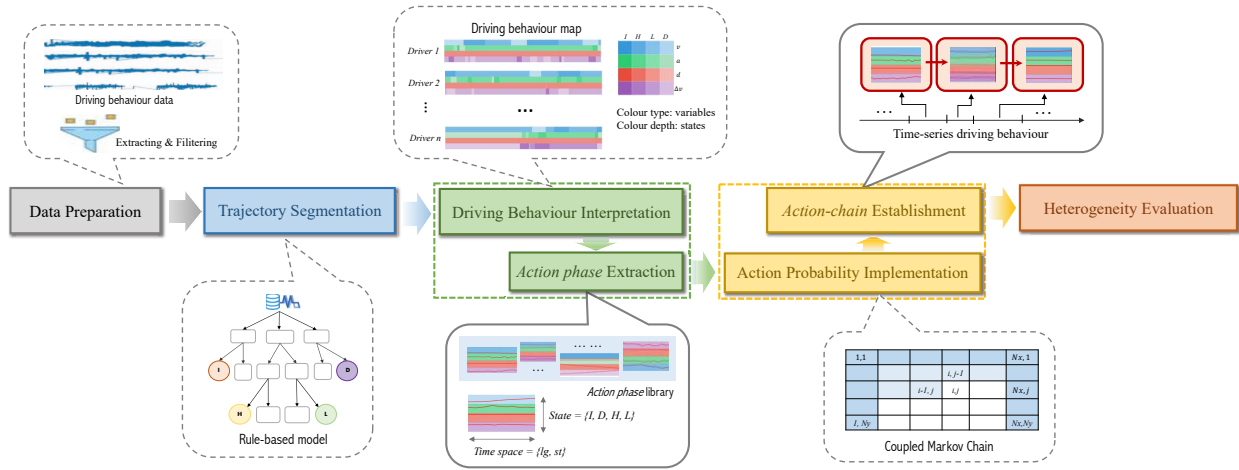 Driving behaviour data
Extracting & Filitering
Driving behaviour map
Driver 1
Driver 2
Driver n
...
I H L D
v
a
d
Δv
Colour type: variables
Colour depth: states
...
...
Time-series driving behaviour
Data Preparation
Trajectory Segmentation
Driving Behaviour Interpretation
Action phase Extraction
Action-chain Establishment
Action Probability Implementation
Heterogeneity Evaluation
I
D
H
L
Rule-based model
... ...
...
Action phase library
State = {I, D, H, L}
Time space = {lg, st}
1,1
Nx, 1
i, j-1
i-1, j
i,j
Nx, j
1, Ny
Nx,Ny
Coupled Markov Chain